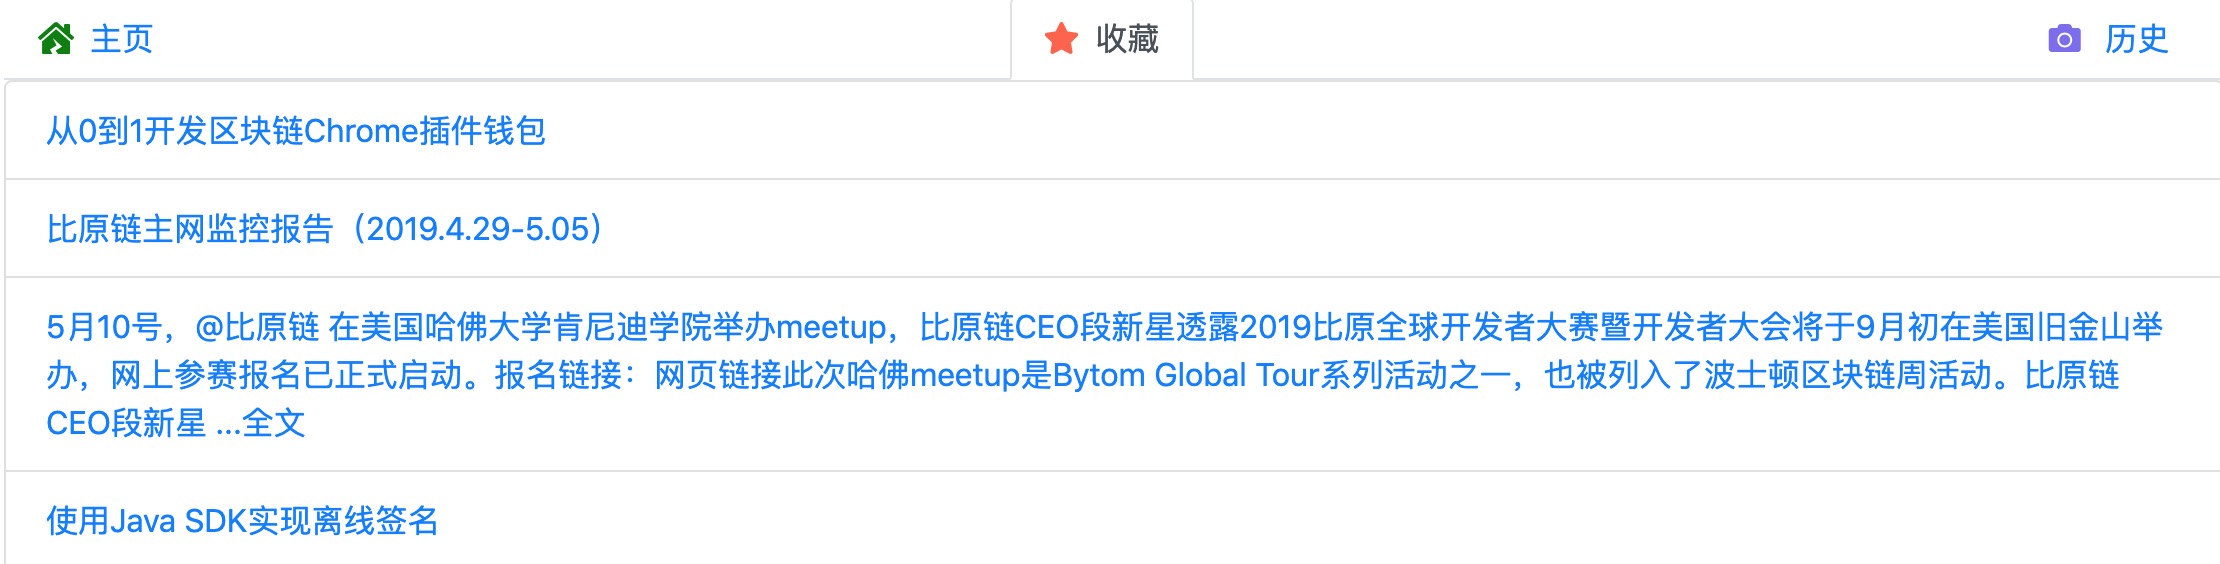 主页
收藏
历史
从0到1开发区块链Chrome插件钱包
比原链主网监控报告（2019.4.29-5.05）
5月10号，@比原链 在美国哈佛大学肯尼迪学院举办meetup，比原链CEO段新星透露2019比原全球开发者大赛暨开发者大会将于9月初在美国旧金山举
办，网上参赛报名已正式启动。报名链接：网页链接此次哈佛meetup是Bytom Global Tour系列活动之一，也被列入了波士顿区块链周活动。比原链
CEO段新星 ...全文
使用Java SDK实现离线签名